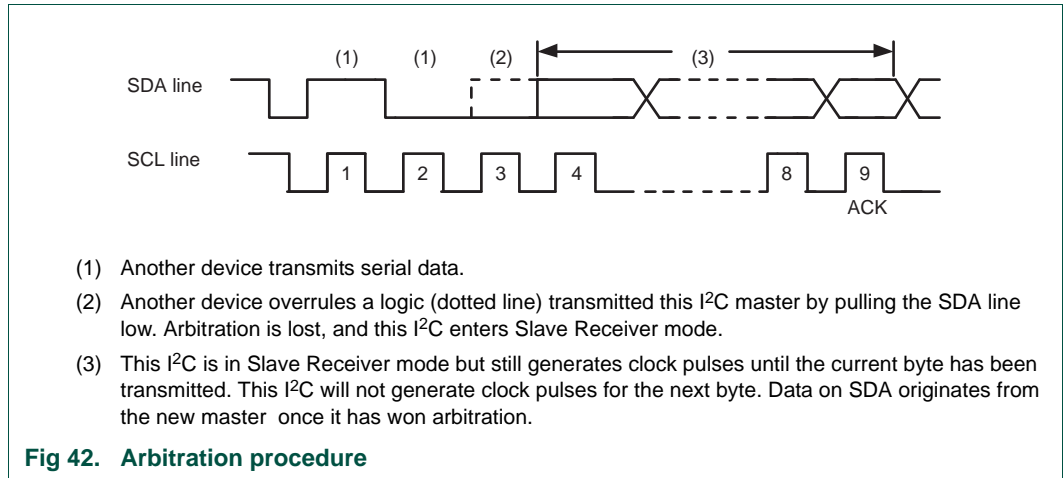 (1) (1) (2) (3)
SDA line
SCL line
1 2 3 4 8 9
ACK
(1) Another device transmits serial data.
(2) Another device overrules a logic (dotted line) transmitted this I2C master by pulling the SDA line
low. Arbitration is lost, and this I2C enters Slave Receiver mode.
(3) This I2C is in Slave Receiver mode but still generates clock pulses until the current byte has been
transmitted. This I2C will not generate clock pulses for the next byte. Data on SDA originates from
the new master once it has won arbitration.
Fig 42. Arbitration procedure